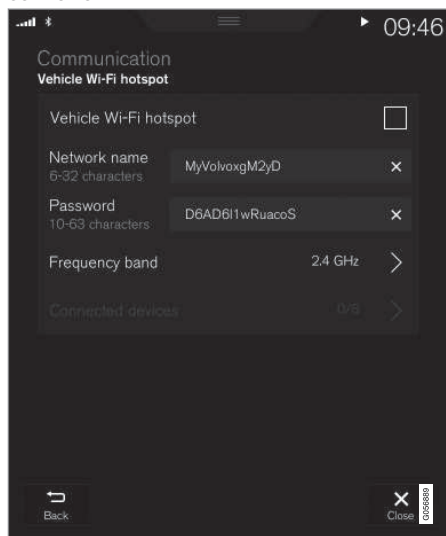 09:46
Communication
Vehicle Wi-Fi hotspot
Vehicle Wi-Fi hotspot
Network name
6-32 characters
MyVolvoxgM2yD
Password
10-63 characters
D6AD6I1wRuacoS
Frequency band
2.4 GHz
Connected devices
0/8
Back
Close
G056889